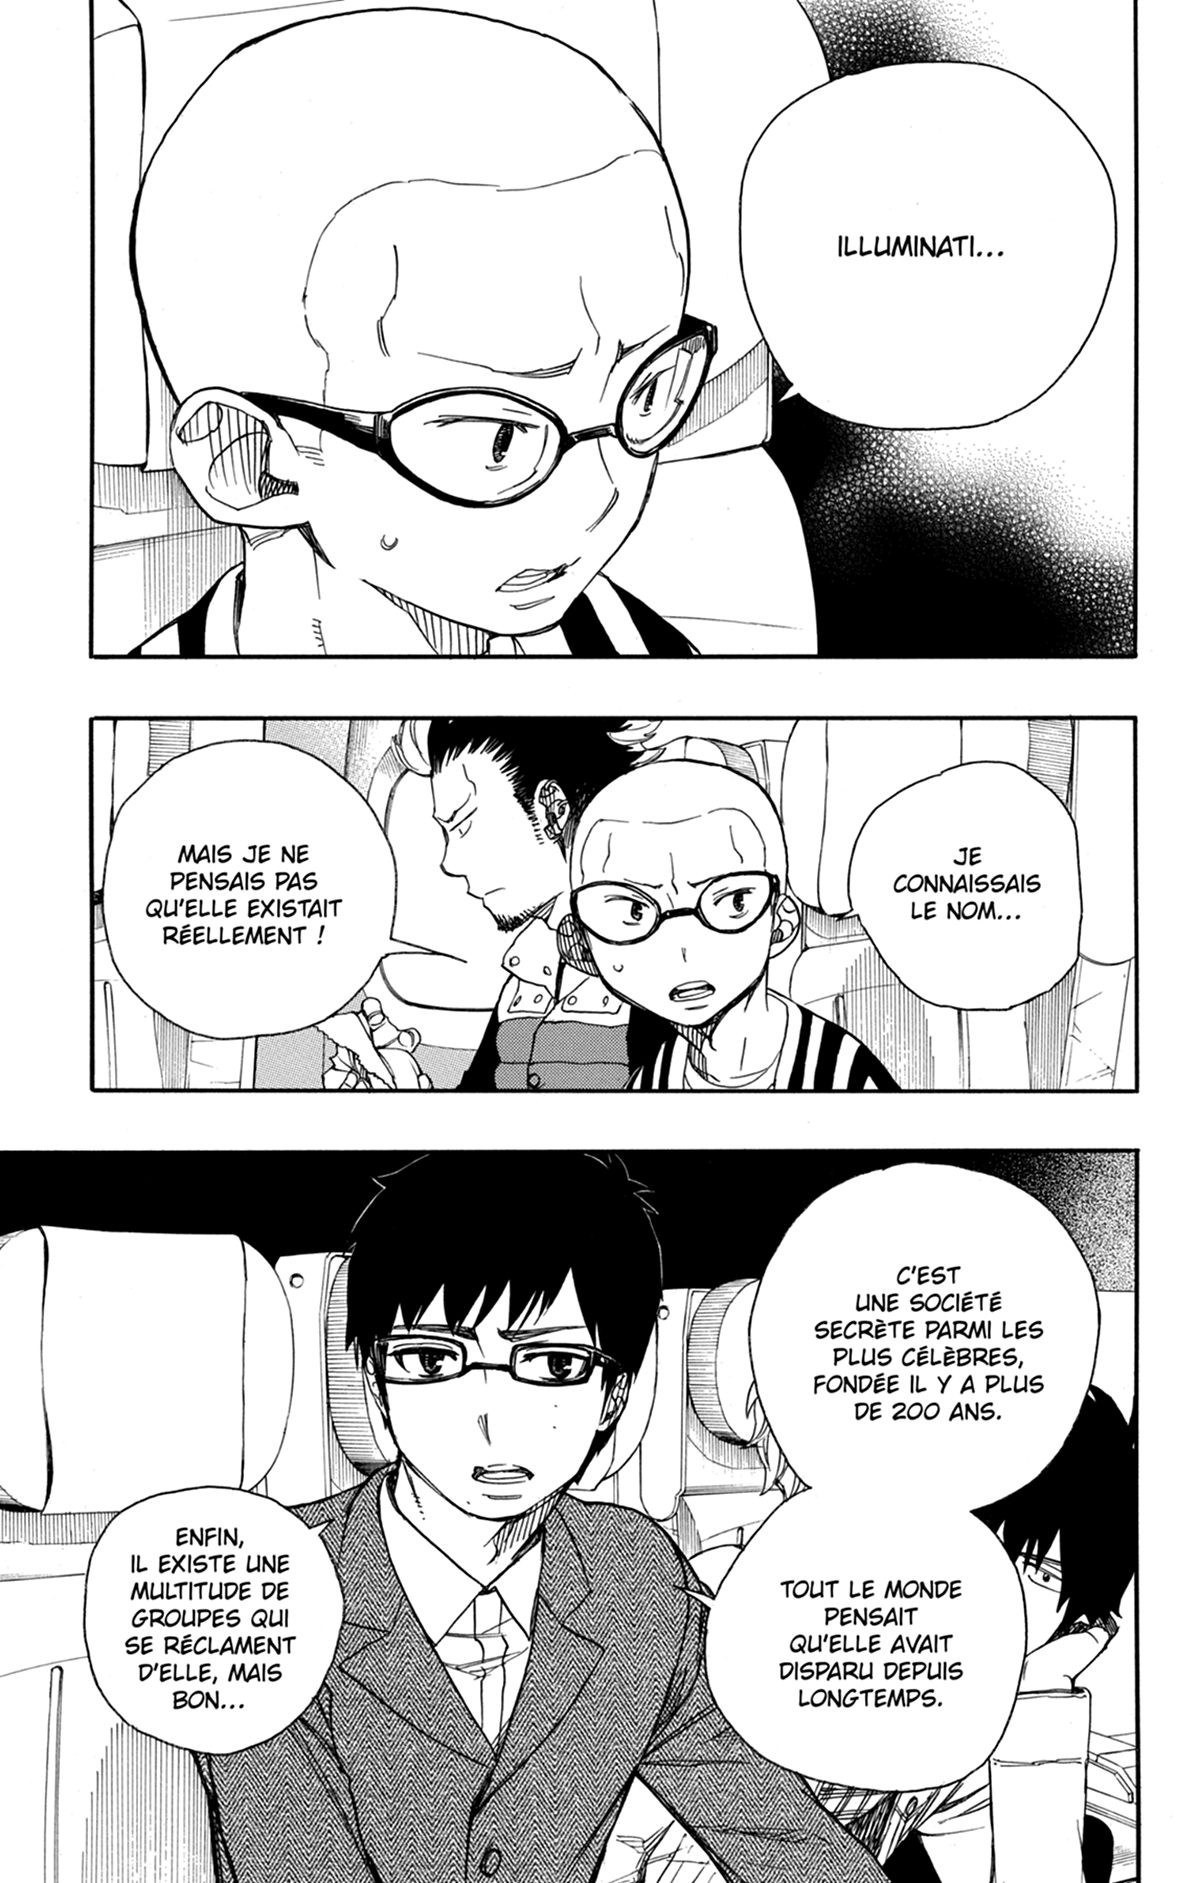 ILLUMINATI...
JE
CONNAISSAIS
LE NOM...
MAIS JE NE
PENSAIS PAS
QU'ELLE EXISTAIT
RÉELLEMENT !
C'EST
UNE SOCIÉTÉ
SECRÈTE PARMI LES
PLUS CÉLÈBRES,
FONDÉE IL Y A PLUS
DE 200 ANS.
TOUT LE MONDE
PENSAIT
QU'ELLE AVAIT
DISPARU DEPUIS
LONGTEMPS.
ENFIN,
IL EXISTE UNE
MULTITUDE DE
GROUPES QUI
SE RÉCLAMENT
D'ELLE, MAIS
BON...